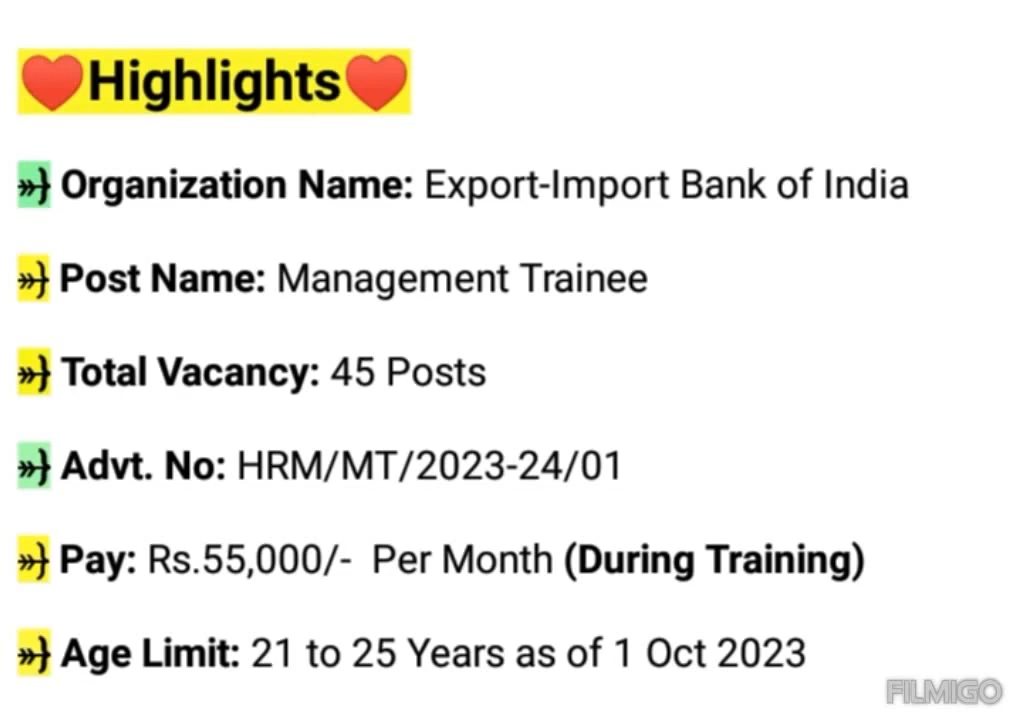 ❤️Highlights❤️
»} Organization Name: Export-Import Bank of India
»} Post Name: Management Trainee
»} Total Vacancy: 45 Posts
»} Advt. No: HRM/MT/2023-24/01
»} Pay: Rs.55,000/-  Per Month (During Training)
»} Age Limit: 21 to 25 Years as of 1 Oct 2023
FILMIGO